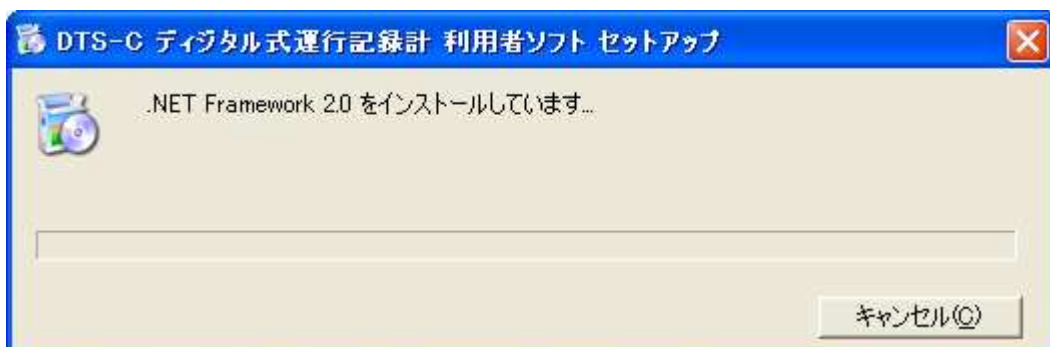 DTS-C ディジタル式運行記録計 利用者ソフト セットアップ
.NET Framework 2.0 をインストールしています...
キャンセル(C)